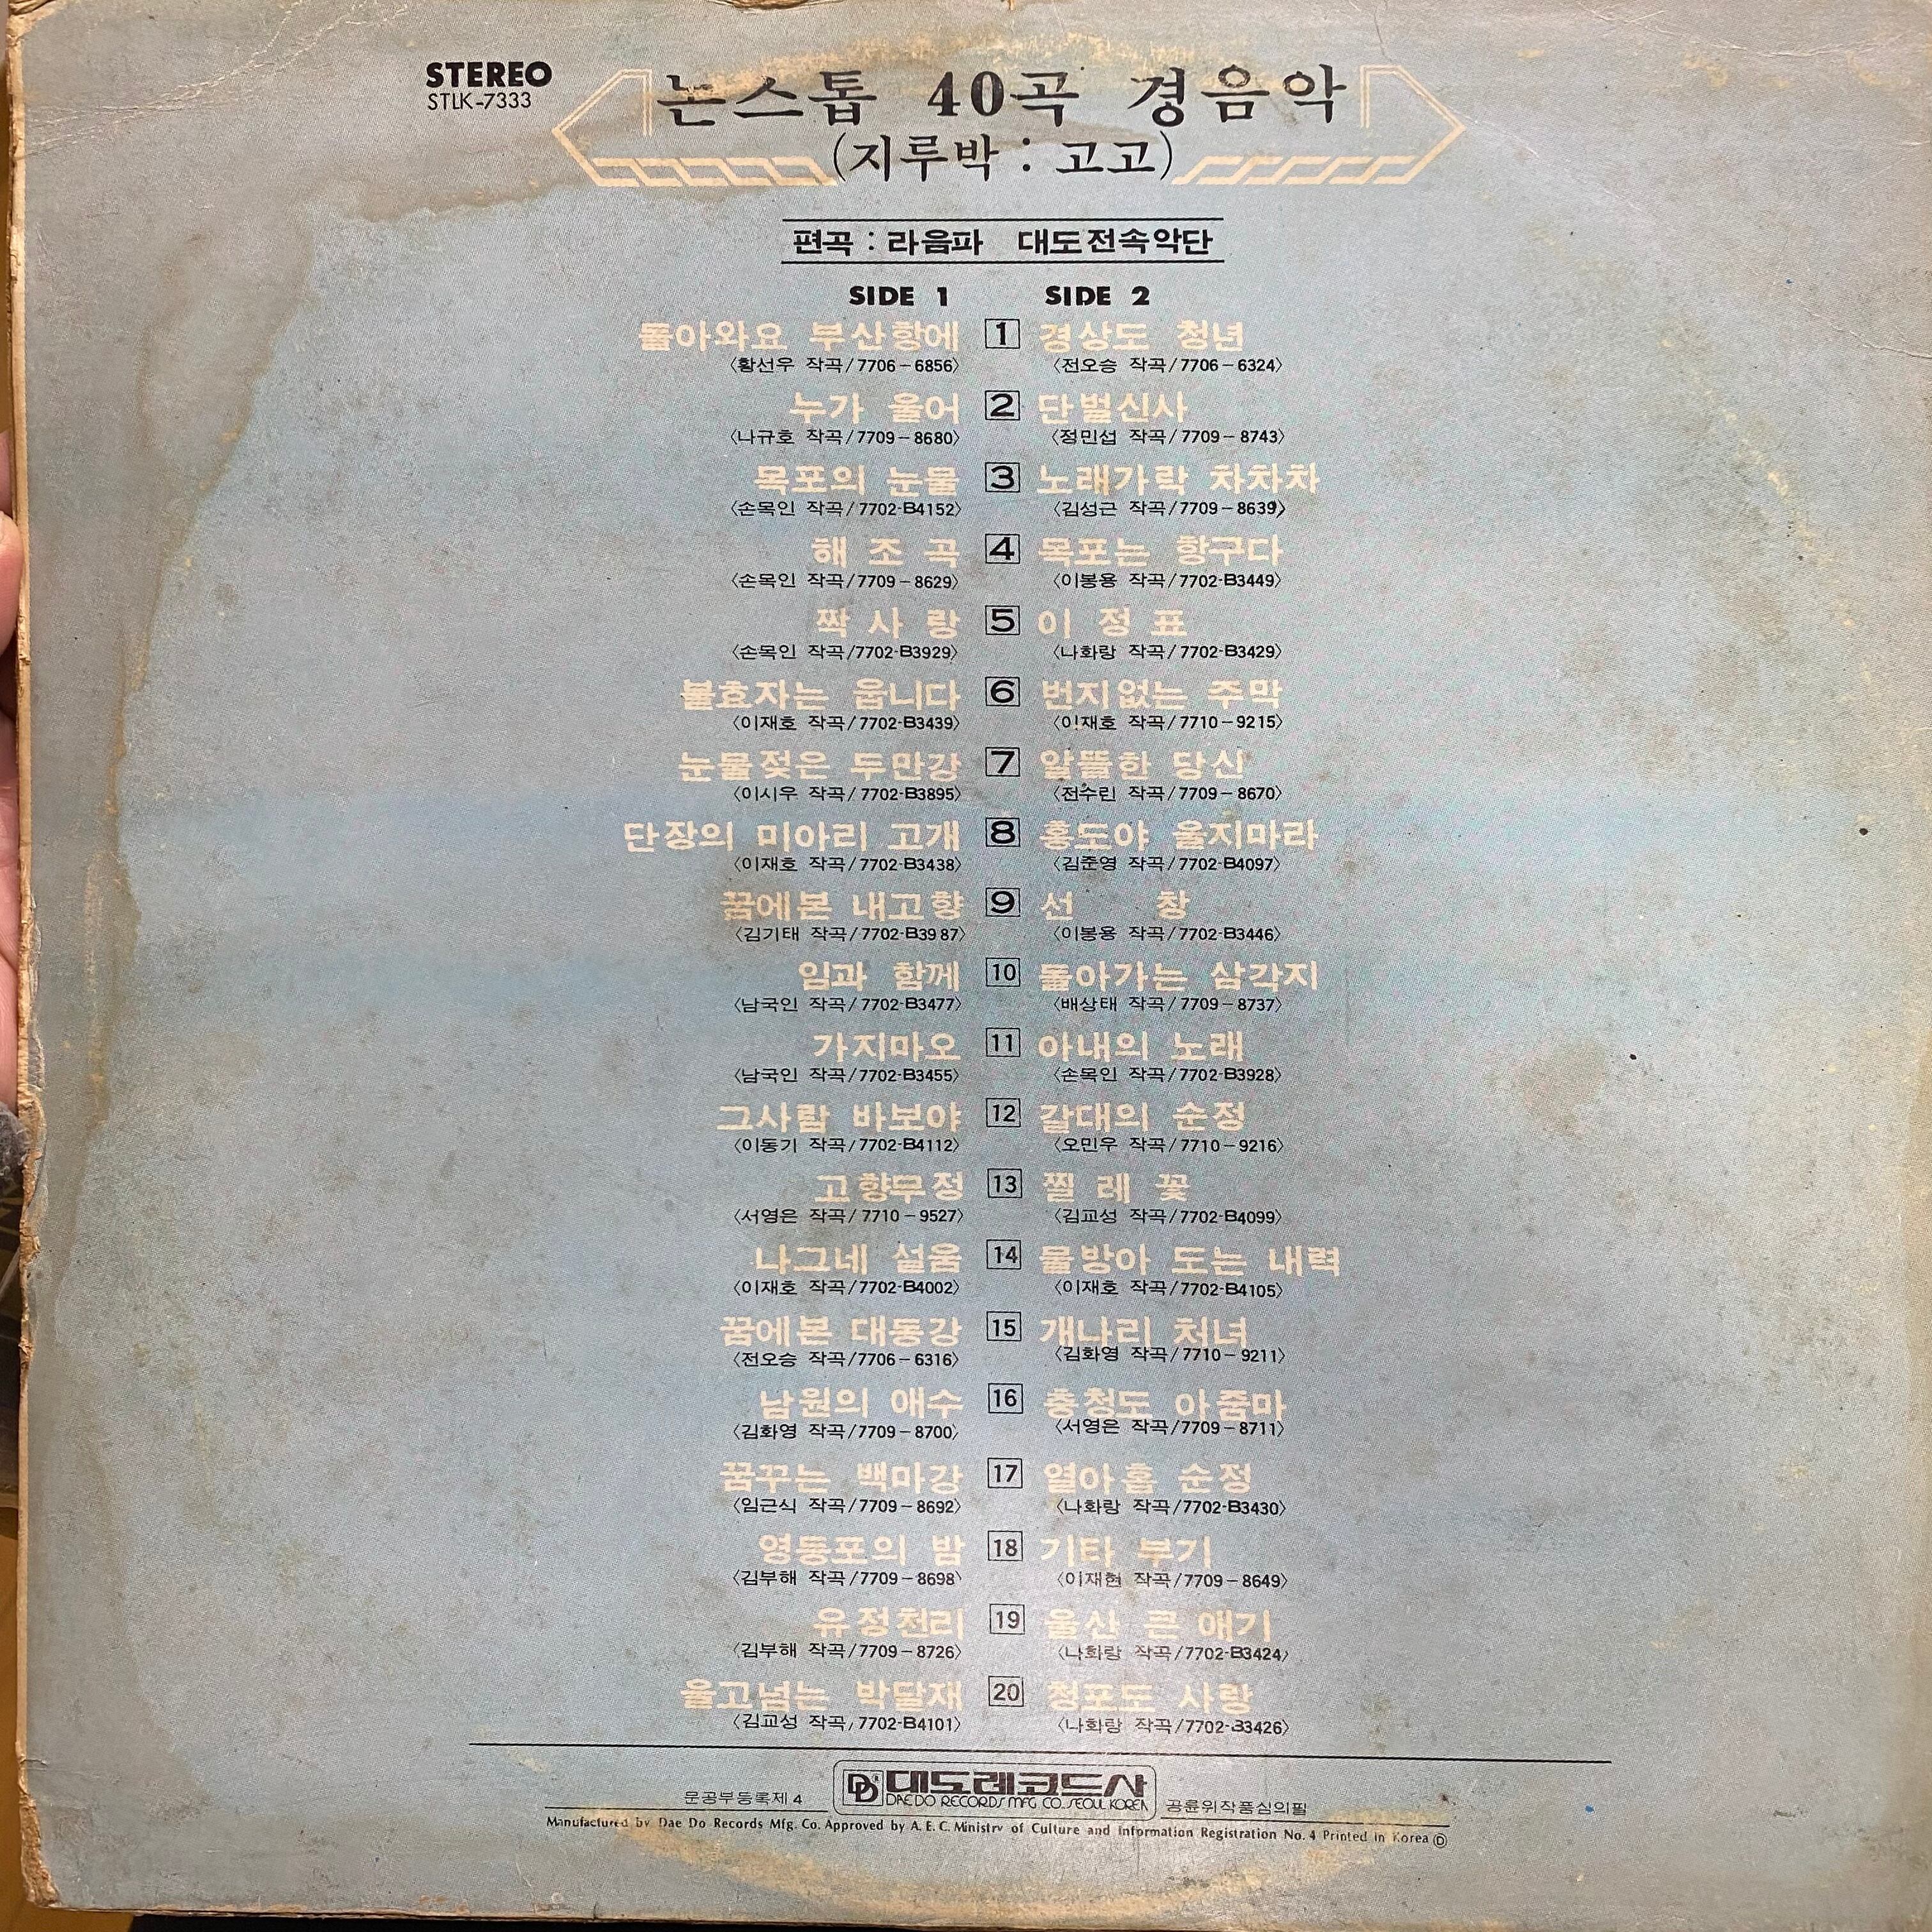 STEREO
STLK-7333
논스톱 40곡 경음악
(지루박 : 고고)
편곡 : 라음파 대도전속악단
SIDE 1 SIDE 2
돌아와요 부산항에 1 경상도 청년
〈황선우 작곡/7706-6856〉 〈전오승 작곡/7706-6324〉
누가 울어 2 단벌신사
〈나규호 작곡/7709-8680〉 〈정민섭 작곡/7709-8743〉
목포의 눈물 3 노래가락 차차차
〈손목인 작곡/7702-B4152〉 〈김성근 작곡/7709-8639〉
해 조 곡 4 목포는 항구다
〈손목인 작곡/7709-8629〉 〈이봉용 작곡/7702-B3449〉
짝 사 랑 5 이 정 표
〈손목인 작곡/7702-B3929〉 〈나화랑 작곡/7702-B3429〉
불효자는 웁니다 6 번지없는 주막
〈이재호 작곡/7702-B3439〉 〈이재호 작곡/7710-9215〉
눈물젖은 두만강 7 알뜰한 당신
〈이시우 작곡/7702-B3895〉 〈전수린 작곡/7709-8670〉
단장의 미아리 고개 8 홍도야 울지마라
〈이재호 작곡/7702-B3438〉 〈김준영 작곡/7702-B4097〉
꿈에본 내고향 9 선 창
〈김기태 작곡/7702-B3987〉 〈이봉용 작곡/7702-B3446〉
임과 함께 10 돌아가는 삼각지
〈남국인 작곡/7702-B3477〉 〈배상태 작곡/7709-8737〉
가지마오 11 아내의 노래
〈남국인 작곡/7702-B3455〉 〈손목인 작곡/7702-B3928〉
그사람 바보야 12 갈대의 순정
〈이동기 작곡/7702-B4112〉 〈오민우 작곡/7710-9216〉
고향무정 13 찔 레 꽃
〈서영은 작곡/7710-9527〉 〈김교성 작곡/7702-B4099〉
나그네 설움 14 물방아 도는 내력
〈이재호 작곡/7702-B4002〉 〈이재호 작곡/7702-B4105〉
꿈에본 대동강 15 개나리 처녀
〈전오승 작곡/7706-6316〉 〈김화영 작곡/7710-9211〉
남원의 애수 16 충청도 아줌마
〈김화영 작곡/7709-8700〉 〈서영은 작곡/7709-8711〉
꿈꾸는 백마강 17 열아홉 순정
〈임근식 작곡/7709-8692〉 〈나화랑 작곡/7702-B3430〉
영등포의 밤 18 기타 부기
〈김부해 작곡/7709-8698〉 〈이재현 작곡/7709-8649〉
유정천리 19 울산 큰 애기
〈김부해 작곡/7709-8726〉 〈나화랑 작곡/7702-B3424〉
울고넘는 박달재 20 청포도 사랑
〈김교성 작곡/7702-B4101〉 〈나화랑 작곡/7702-B3426〉
문공부등록제 4 DD 대도레코드사 공륜위작품심의필
DAE DO RECORDS MFG CO. SEOUL KOREA
Manufactured by Dae Do Records Mfg. Co. Approved by A. E. C. Ministry of Culture and Information Registration No. 4 Printed in Korea Ⓓ